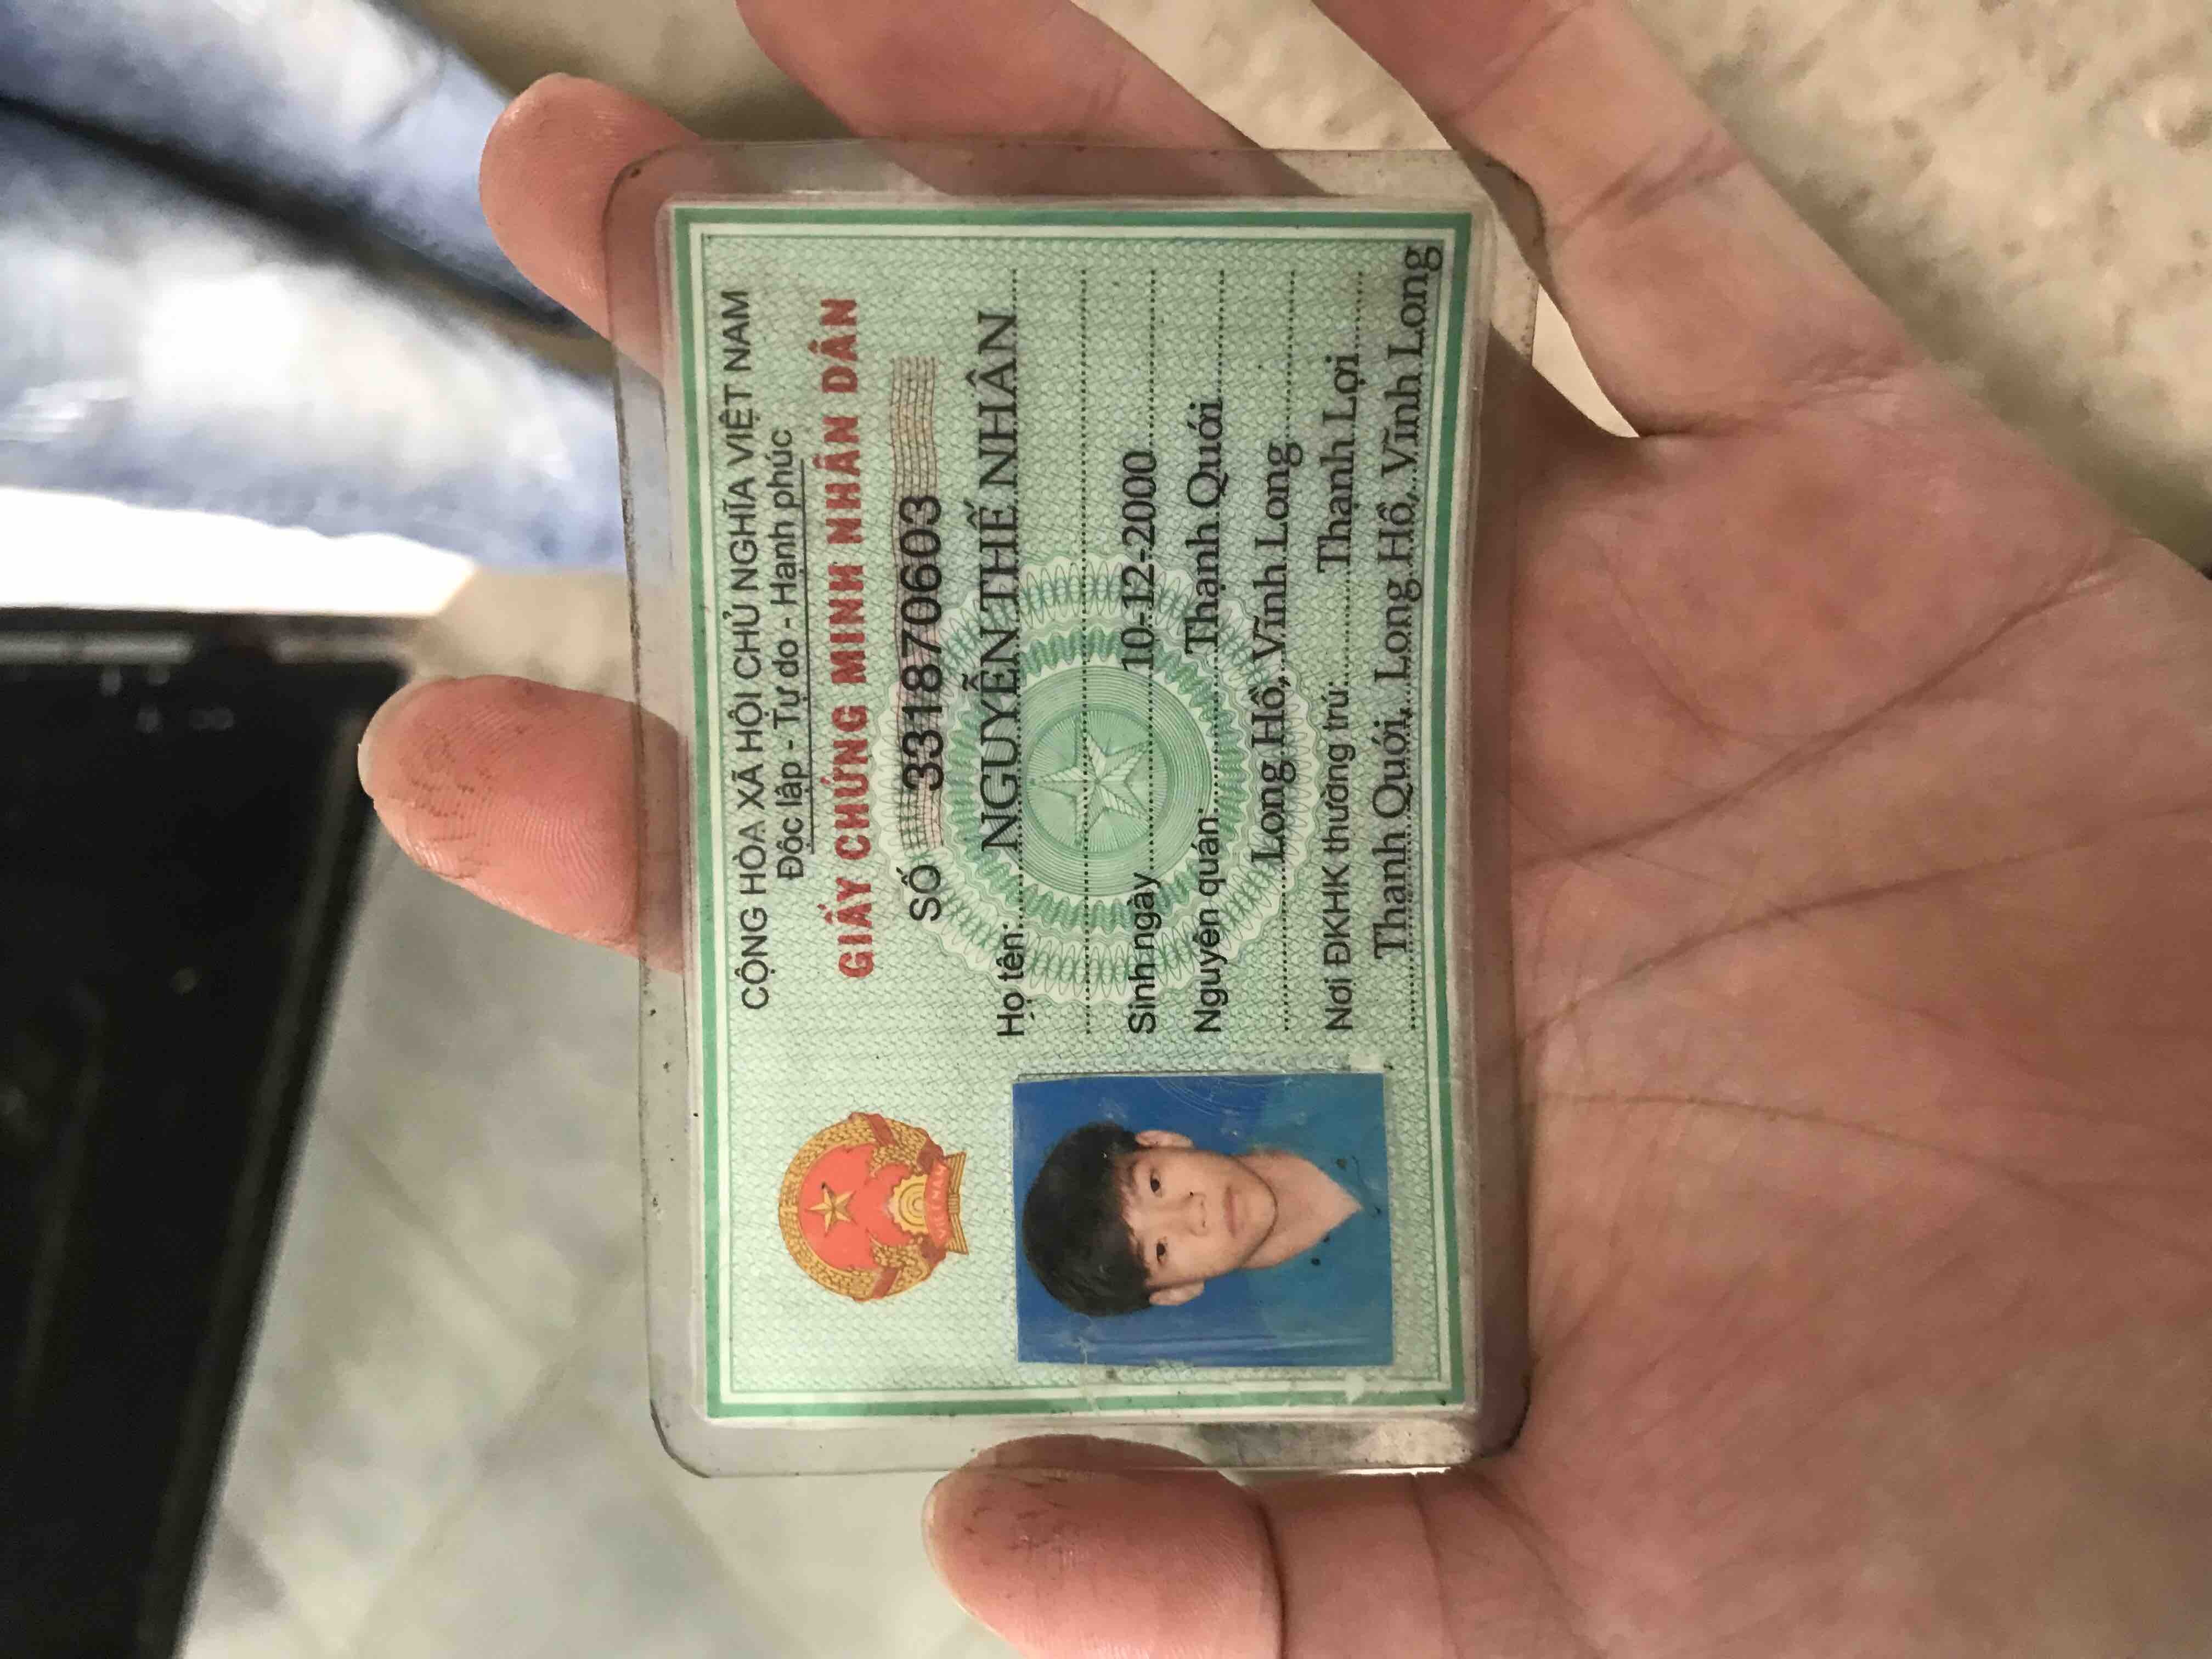 CỘNG HÒA XÃ HỘI CHỦ NGHĨA VIỆT NAM
Độc lập - Tự do - Hạnh phúc
GIẤY CHỨNG MINH NHÂN DÂN
SỐ 331870603
Họ tên: NGUYỄN THẾ NHÂN
Sinh ngày 10-12-2000
Nguyên quán: Thạnh Quới
Long Hồ, Vĩnh Long
Nơi ĐKHK thường trú: Thạnh Lợi
Thanh Quới, Long Hồ, Vĩnh Long
VIỆT NAM